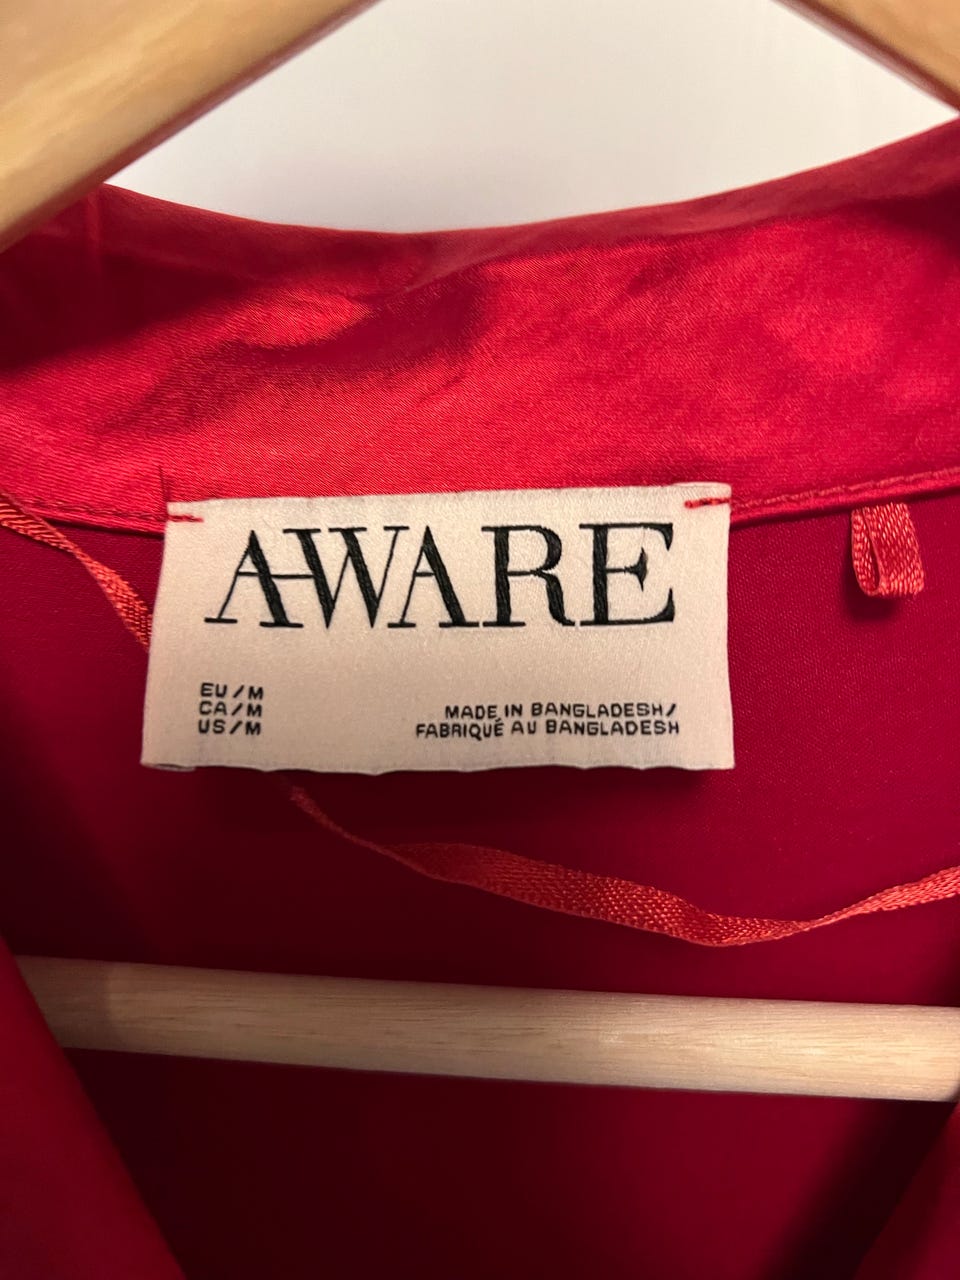 AWARE
EU/M
CA/M
US/M
MADE IN BANGLADESH/
FABRIQUÉ AU BANGLADESH